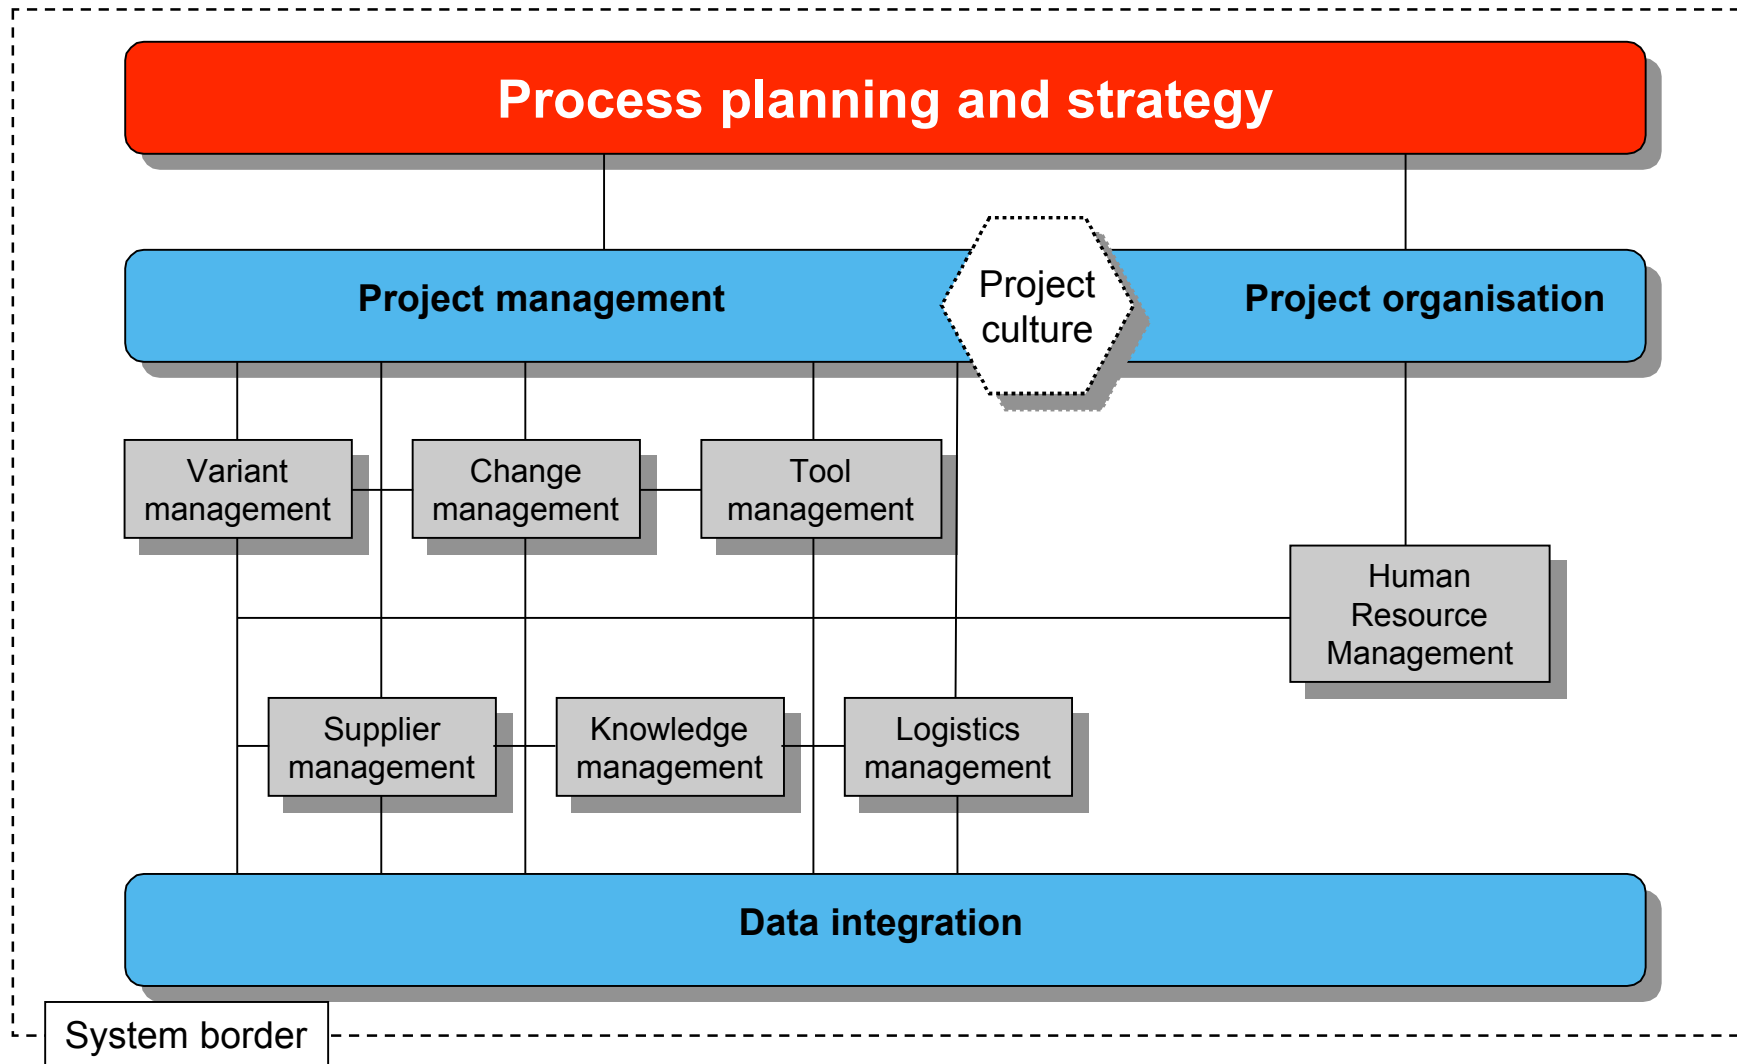 Process planning and strategy
Project management
Project
culture
Project organisation
Variant
management
Change
management
Tool
management
Human
Resource
Management
Supplier
management
Knowledge
management
Logistics
management
Data integration
System border